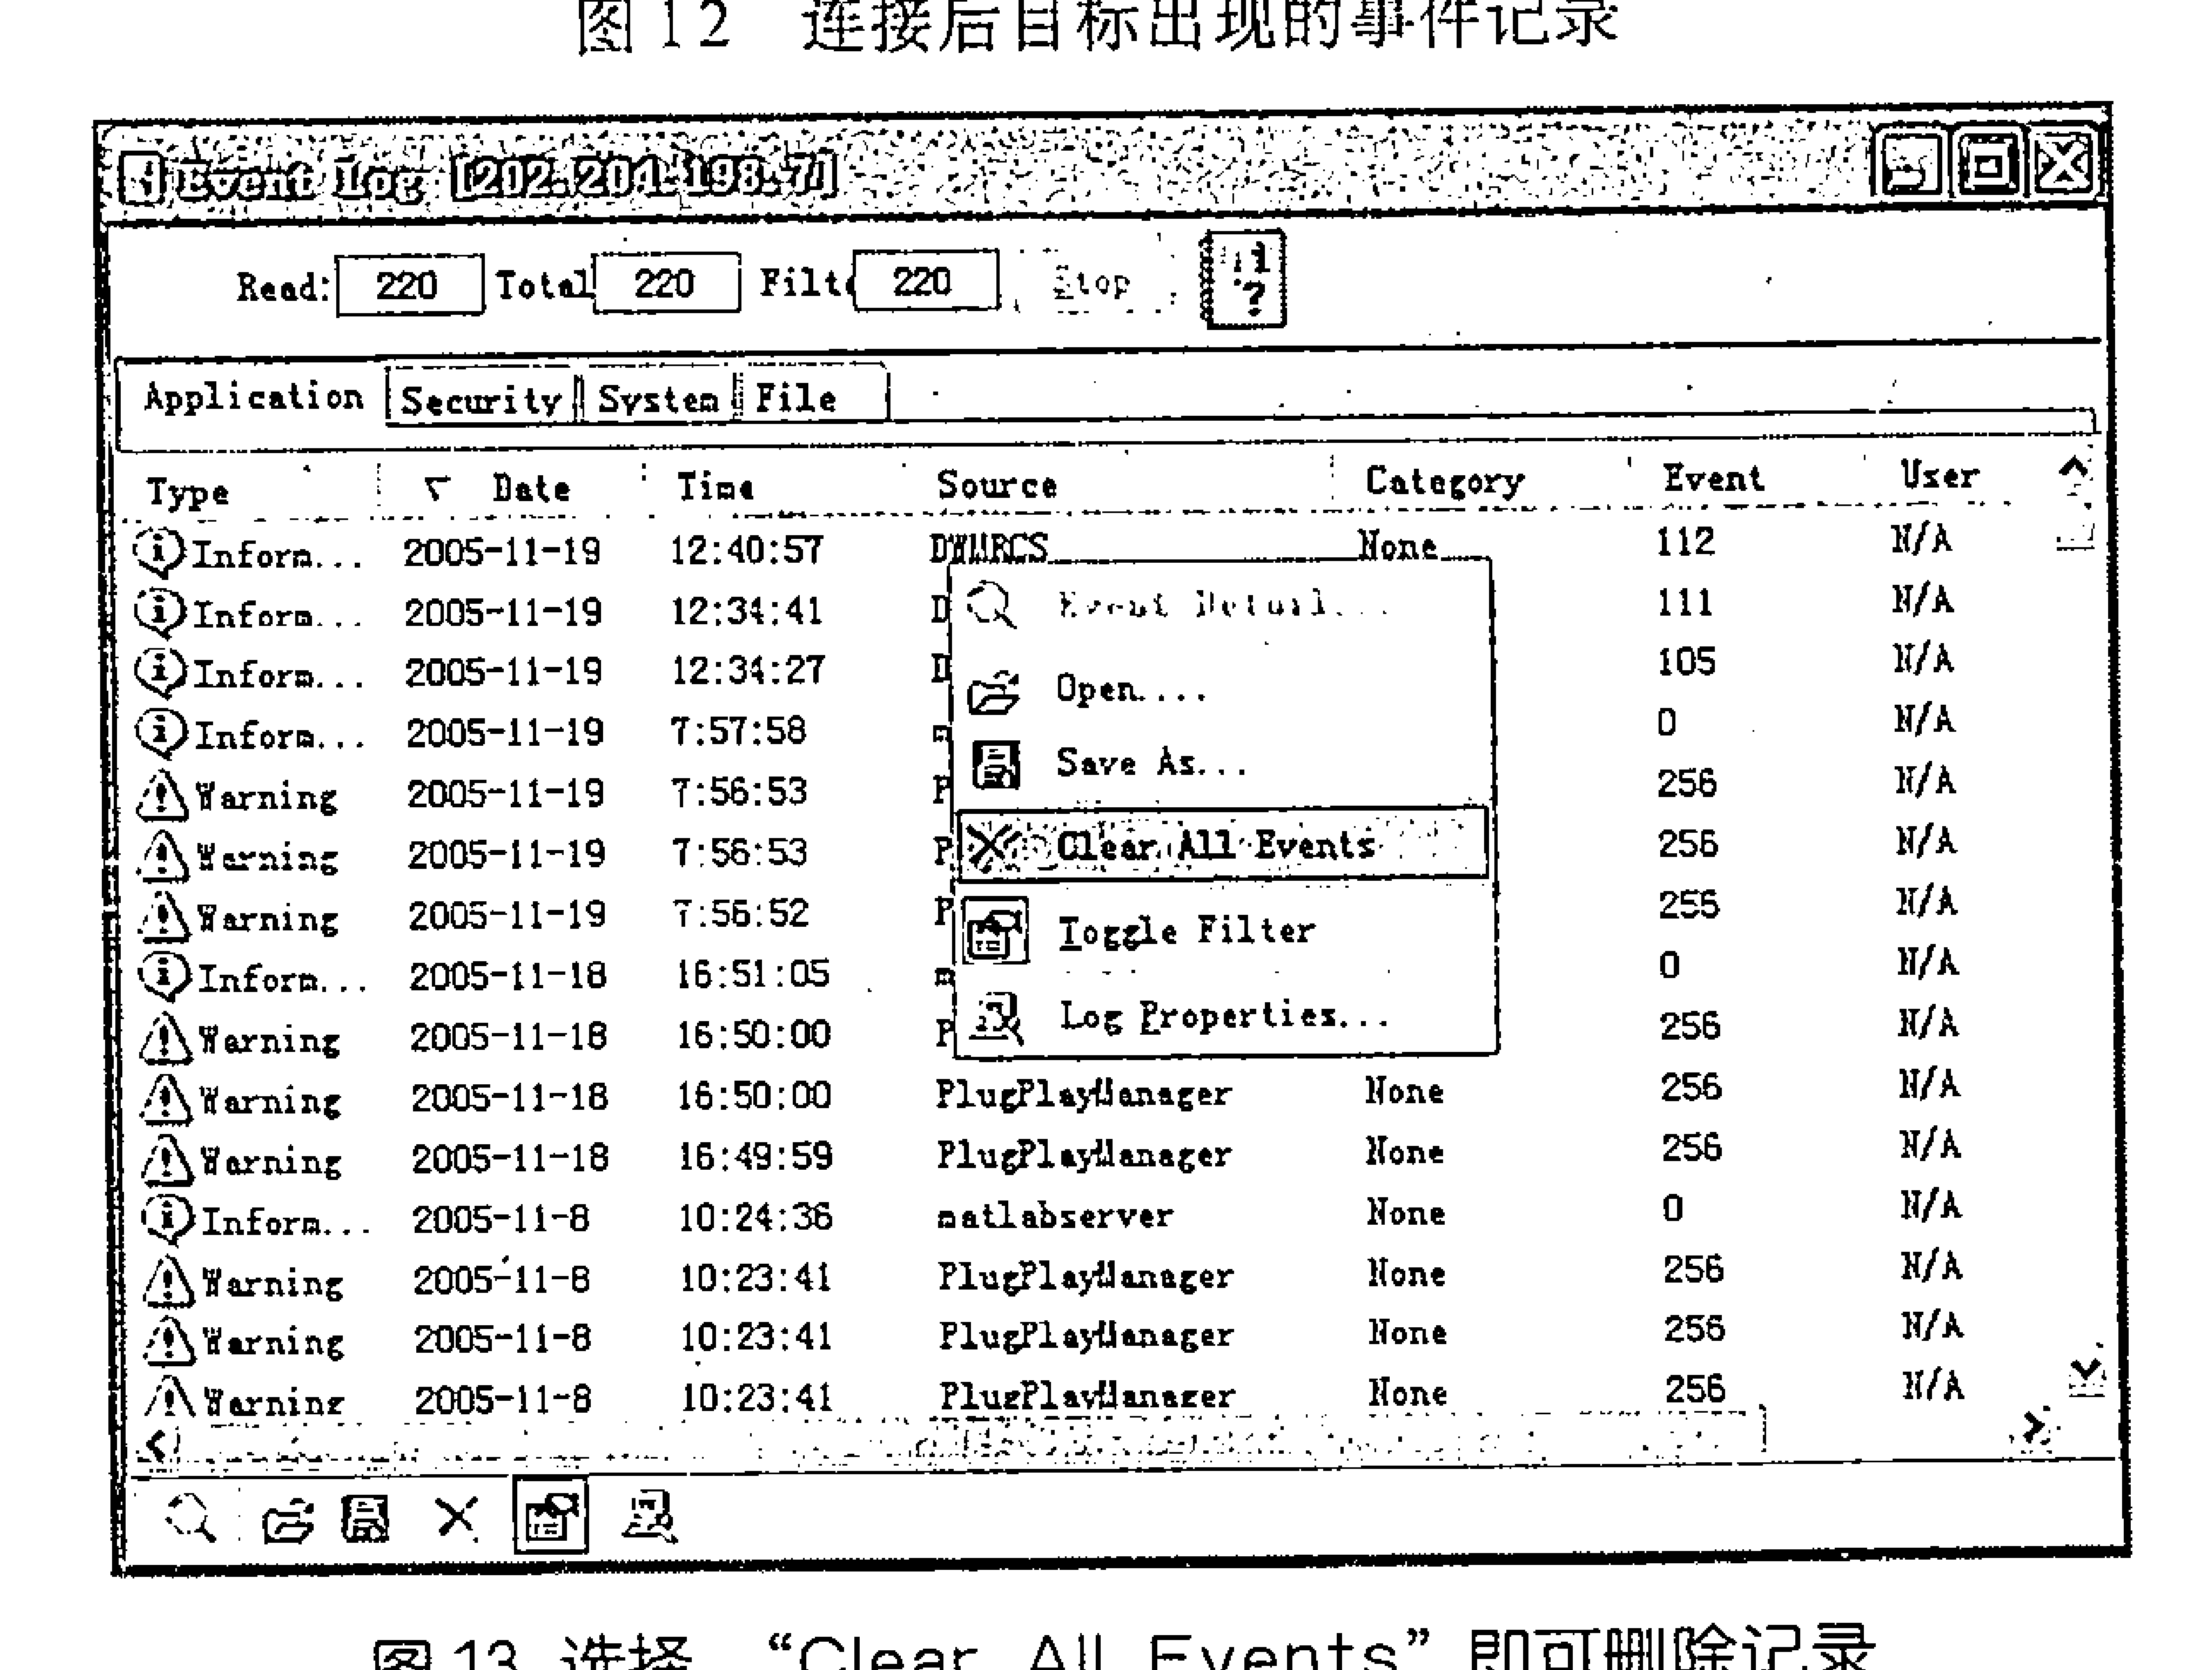 图12 连接后目标出现的事件记录
Event Log [202.204.198.7]
Read: 220 Total 220 Filte 220 Stop
Application Security System File
Type Date Time Source Category Event User
Inform... 2005-11-19 12:40:57 DWMRCS None 112 N/A
Inform... 2005-11-19 12:34:41 D 111 N/A
Inform... 2005-11-19 12:34:27 D 105 N/A
Inform... 2005-11-19 7:57:58 m 0 N/A
Warning 2005-11-19 7:56:53 P 256 N/A
Warning 2005-11-19 7:56:53 P 256 N/A
Warning 2005-11-19 7:56:52 P 256 N/A
Inform... 2005-11-18 16:51:05 m 0 N/A
Warning 2005-11-18 16:50:00 P 256 N/A
Warning 2005-11-18 16:50:00 PlugPlayManager None 256 N/A
Warning 2005-11-18 16:49:59 PlugPlayManager None 256 N/A
Inform... 2005-11-8 10:24:36 matlabserver None 0 N/A
Warning 2005-11-8 10:23:41 PlugPlayManager None 256 N/A
Warning 2005-11-8 10:23:41 PlugPlayManager None 256 N/A
Warning 2005-11-8 10:23:41 PlugPlayManager None 256 N/A
Event Detail...
Open....
Save As...
Clear All Events
Toggle Filter
Log Properties...
图13 选择 “Clear All Events” 即可删除记录